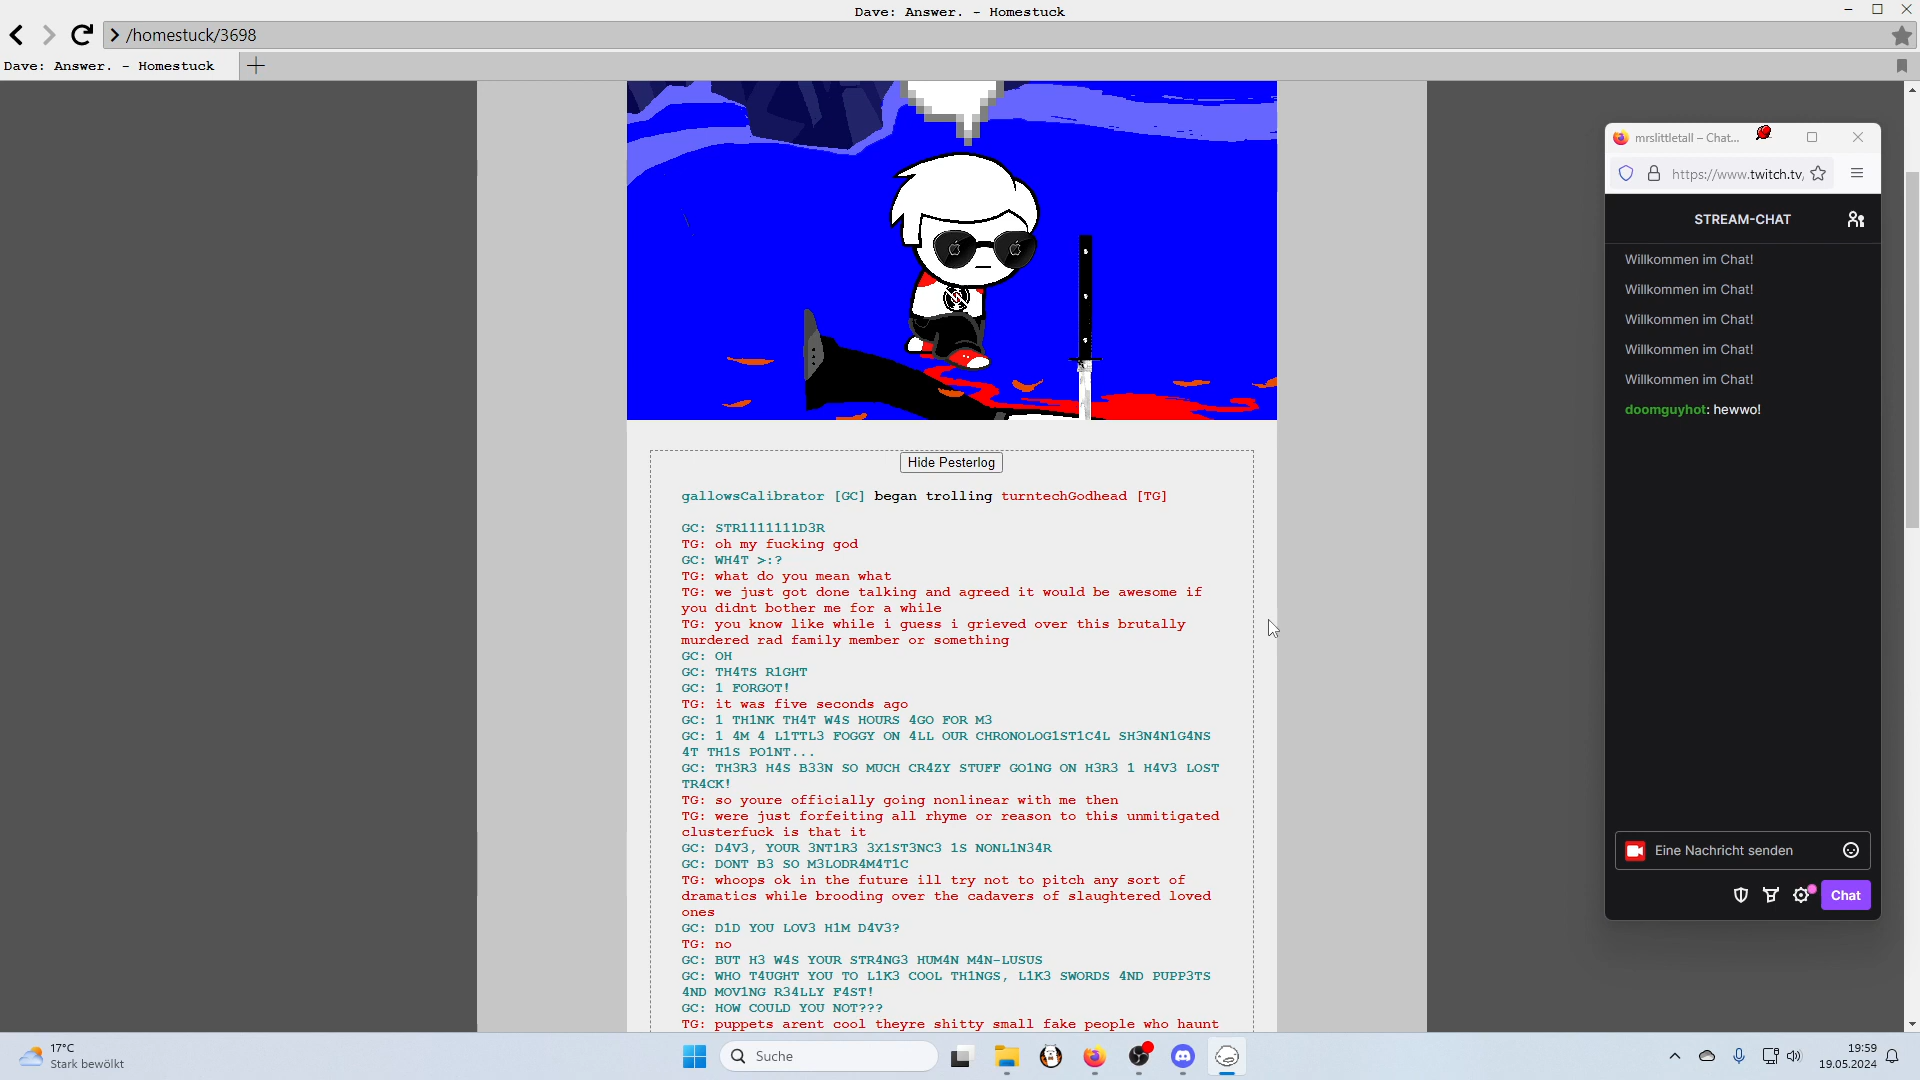 Dave: Answer. - Homestuck
/homestuck/3698
Dave: Answer. - Homestuck
mrslittletall – Chat...
https://www.twitch.tv,
STREAM-CHAT
Willkommen im Chat!
Willkommen im Chat!
Willkommen im Chat!
Willkommen im Chat!
Willkommen im Chat!
doomguyhot: hewwo!
Hide Pesterlog
gallowsCalibrator [GC] began trolling turntechGodhead [TG]
GC: STR1111111D3R
TG: oh my fucking god
GC: WH4T >:?
TG: what do you mean what
TG: we just got done talking and agreed it would be awesome if
you didnt bother me for a while
TG: you know like while i guess i grieved over this brutally
murdered rad family member or something
GC: OH
GC: TH4TS R1GHT
GC: 1 FORGOT!
TG: it was five seconds ago
GC: 1 TH1NK TH4T W4S HOURS 4GO FOR M3
GC: 1 4M 4 L1TTL3 FOGGY ON 4LL OUR CHRONOLOG1ST1C4L SH3N4N1G4NS
4T TH1S PO1NT...
GC: TH3R3 H4S B33N SO MUCH CR4ZY STUFF GO1NG ON H3R3 1 H4V3 LOST
TR4CK!
TG: so youre officially going nonlinear with me then
TG: were just forfeiting all rhyme or reason to this unmitigated
clusterfuck is that it
GC: D4V3, YOUR 3NT1R3 3X1ST3NC3 1S NONL1N34R
GC: DONT B3 SO M3LODR4M4T1C
TG: whoops ok in the future ill try not to pitch any sort of
dramatics while brooding over the cadavers of slaughtered loved
ones
GC: D1D YOU LOV3 H1M D4V3?
TG: no
GC: BUT H3 W4S YOUR STR4NG3 HUM4N M4N-LUSUS
GC: WHO T4UGHT YOU TO L1K3 COOL TH1NGS, L1K3 SWORDS 4ND PUPP3TS
4ND MOV1NG R34LLY F4ST!
GC: HOW COULD YOU NOT???
TG: puppets arent cool theyre shitty small fake people who haunt
Eine Nachricht senden
Chat
17°C
Stark bewölkt
Suche
19:59
19.05.2024